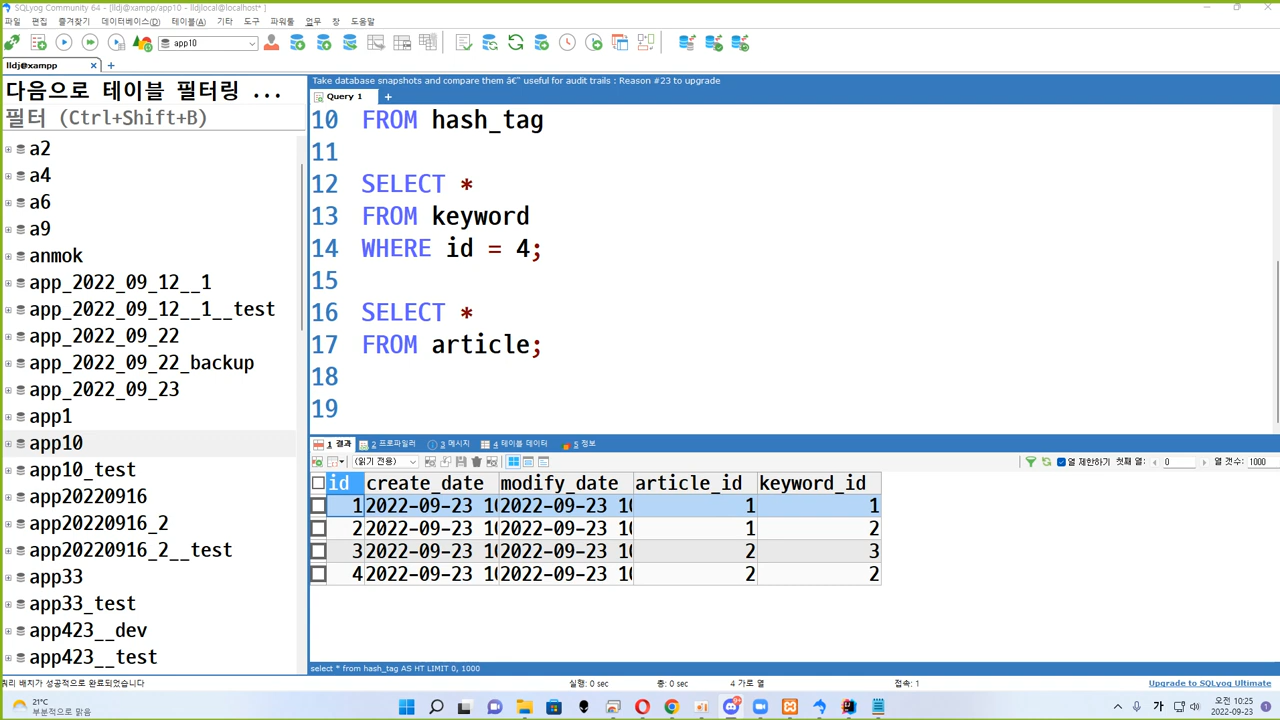 SQLyog Community 64 - [lldj@xampp/app10 - lldjlocal@localhost* ]
파일 편집 즐겨찾기 데이터베이스(D) 테이블(A) 기타 파워툴 업무 창 도움말
app10
lldj@xampp
다음으로 테이블 필터링 ...
필터 (Ctrl+Shift+B)
a2
a4
a6
a9
anmok
app_2022_09_12__1
app_2022_09_12__1__test
app_2022_09_22
app_2022_09_22_backup
app_2022_09_23
app1
app10
app10_test
app20220916
app20220916_2
app20220916_2__test
app33
app33_test
app423__dev
app423__test
Take database snapshots and compare them â€" useful for audit trails : Reason #23 to upgrade
Query 1
10 FROM hash_tag
11
12 SELECT *
13 FROM keyword
14 WHERE id = 4;
15
16 SELECT *
17 FROM article;
18
19
1 결과 2 프로파일러 3 메시지 4 테이블 데이터 5 정보
(읽기 전용) 열 제한하기 첫째 열: 0 열 갯수: 1000
id create_date modify_date article_id keyword_id
1 2022-09-23 10 2022-09-23 10 1 1
2 2022-09-23 10 2022-09-23 10 1 2
3 2022-09-23 10 2022-09-23 10 2 3
4 2022-09-23 10 2022-09-23 10 2 2
select * from hash_tag AS HT LIMIT 0, 1000
쿼리 배치가 성공적으로 완료되었습니다 실행: 0 sec 총: 0 sec 4 가로 열 접속: 1 Upgrade to SQLyog Ultimate
21°C
부분적으로 맑음
가
오전 10:25
2022-09-23
1